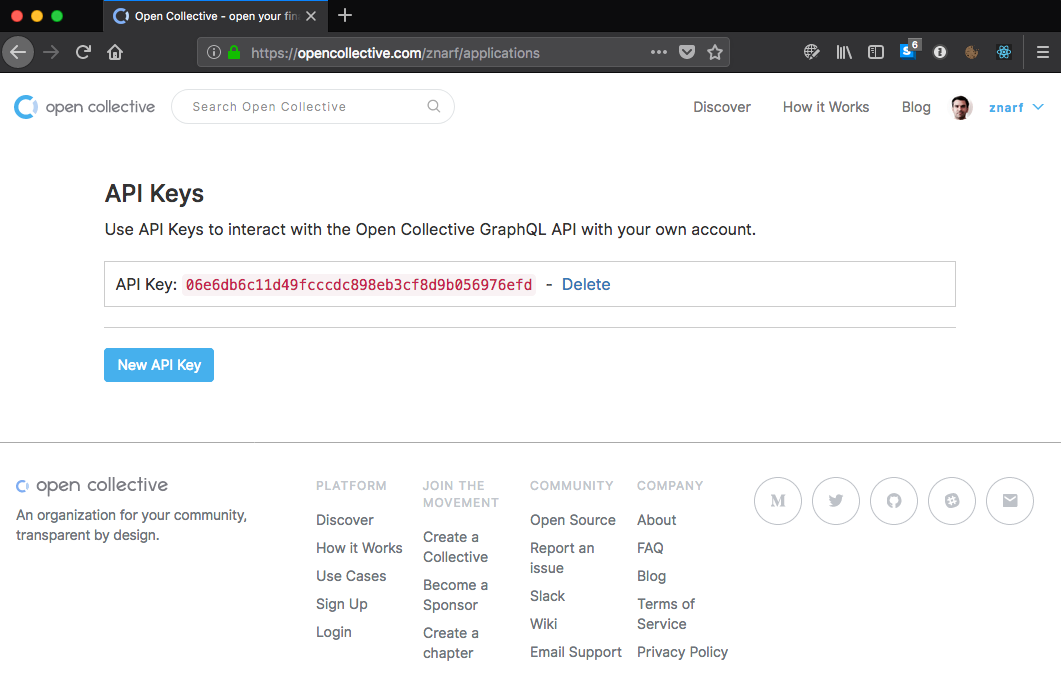 Open Collective - open your fin
https://opencollective.com/znarf/applications
6
open collective
Search Open Collective
Discover
How it Works
Blog
znarf
API Keys
Use API Keys to interact with the Open Collective GraphQL API with your own account.
API Key: 06e6db6c11d49fcccdc898eb3cf8d9b056976efd - Delete
New API Key
open collective
An organization for your community,
transparent by design.
PLATFORM
Discover
How it Works
Use Cases
Sign Up
Login
JOIN THE
MOVEMENT
Create a
Collective
Become a
Sponsor
Create a
chapter
COMMUNITY
Open Source
Report an
issue
Slack
Wiki
Email Support
COMPANY
About
FAQ
Blog
Terms of
Service
Privacy Policy